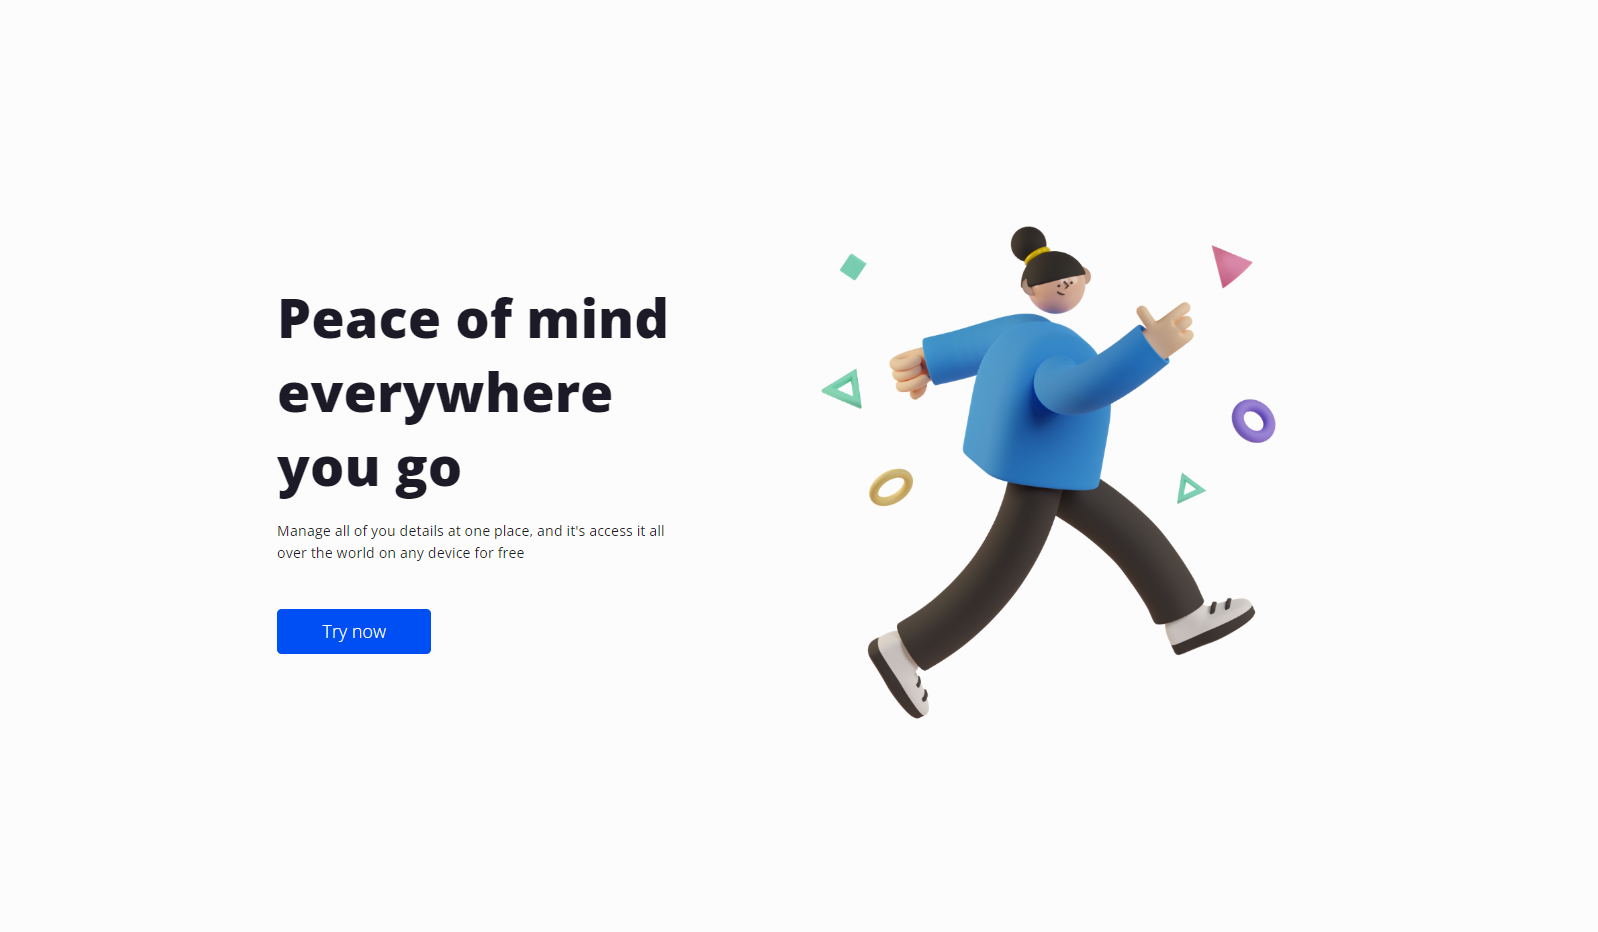 Peace of mind
everywhere
you go
Manage all of you details at one place, and it's access it all
over the world on any device for free
Try now